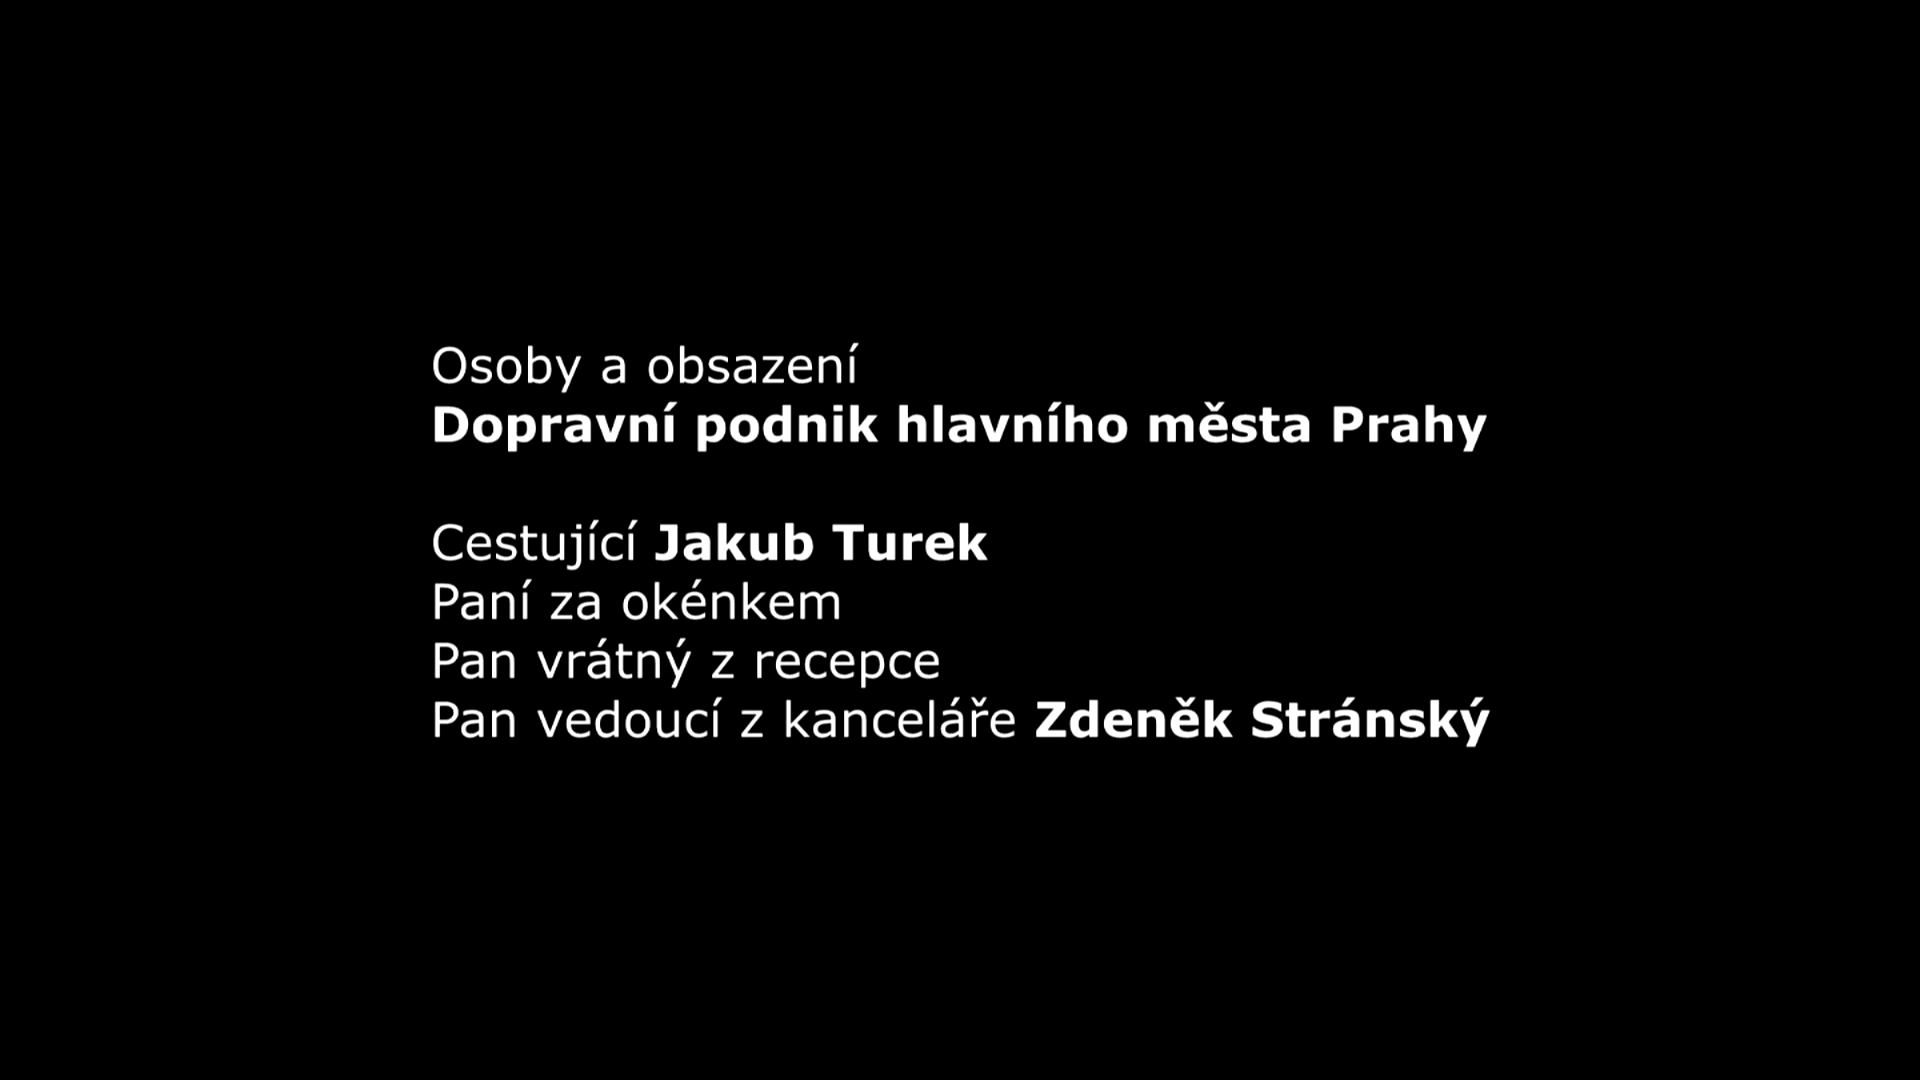 Osoby a obsazení
Dopravní podnik hlavního města Prahy
Cestující Jakub Turek
Paní za okénkem
Pan vrátný z recepce
Pan vedoucí z kanceláře Zdeněk Stránský